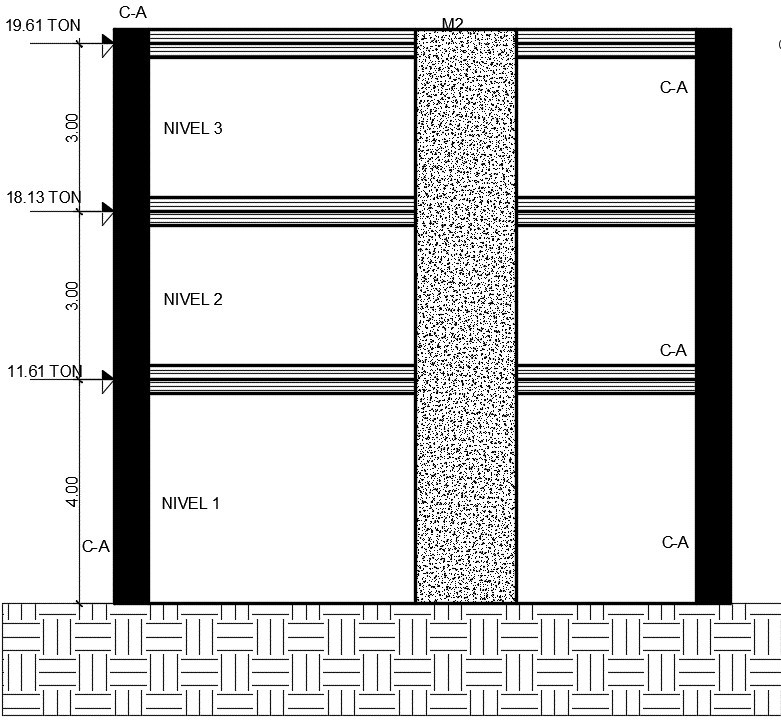 C-A
19.61 TON
M2
C-A
3.00
NIVEL 3
18.13 TON
3.00
NIVEL 2
C-A
11.61 TON
4.00
NIVEL 1
C-A
C-A